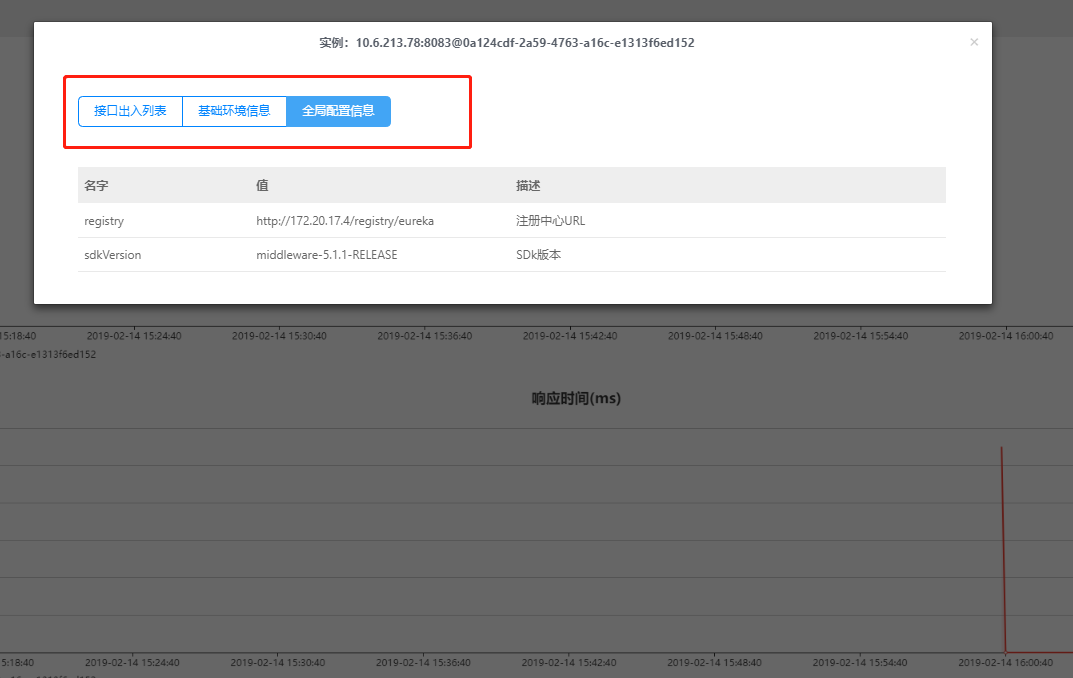 实例：10.6.213.78:8083@0a124cdf-2a59-4763-a16c-e1313f6ed152 ×
接口出入列表 基础环境信息 全局配置信息
名字 值 描述
registry http://172.20.17.4/registry/eureka 注册中心URL
sdkVersion middleware-5.1.1-RELEASE SDk版本
15:18:40 2019-02-14 15:24:40 2019-02-14 15:30:40 2019-02-14 15:36:40 2019-02-14 15:42:40 2019-02-14 15:48:40 2019-02-14 15:54:40 2019-02-14 16:00:40
-a16c-e1313f6ed152
响应时间(ms)
5:18:40 2019-02-14 15:24:40 2019-02-14 15:30:40 2019-02-14 15:36:40 2019-02-14 15:42:40 2019-02-14 15:48:40 2019-02-14 15:54:40 2019-02-14 16:00:40